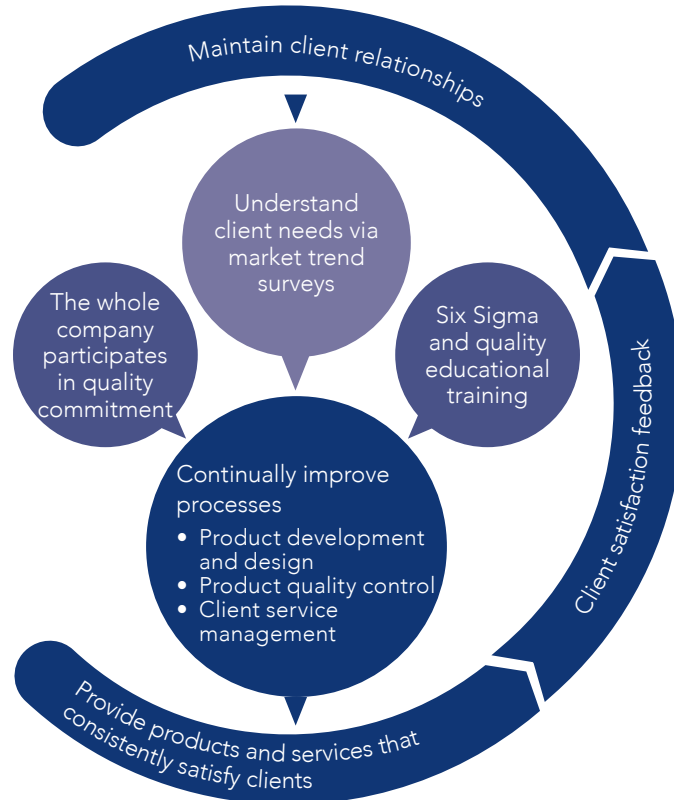 Maintain client relationships
Understand
client needs via
market trend
surveys
The whole
company
participates
in quality
commitment
Six Sigma
and quality
educational
training
Continually improve
processes
• Product development
and design
• Product quality control
• Client service
management
Client satisfaction feedback
Provide products and services that
consistently satisfy clients